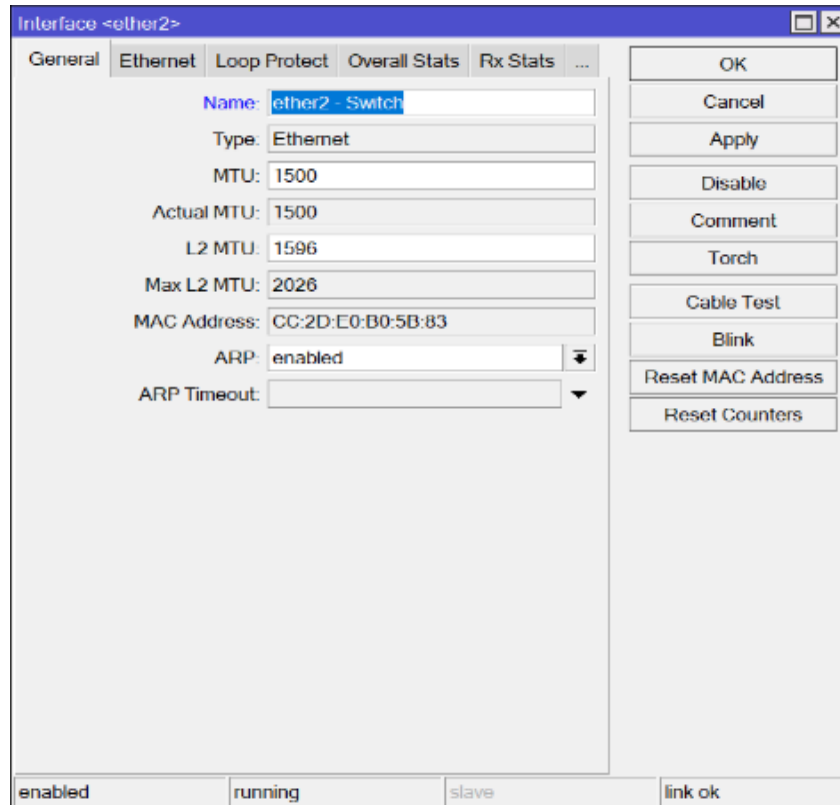 Interface <ether2>
General Ethernet Loop Protect Overall Stats Rx Stats ...
Name: ether2 - Switch
Type: Ethernet
MTU: 1500
Actual MTU: 1500
L2 MTU: 1596
Max L2 MTU: 2026
MAC Address: CC:2D:E0:B0:5B:83
ARP: enabled
ARP Timeout:
OK
Cancel
Apply
Disable
Comment
Torch
Cable Test
Blink
Reset MAC Address
Reset Counters
enabled running slave link ok